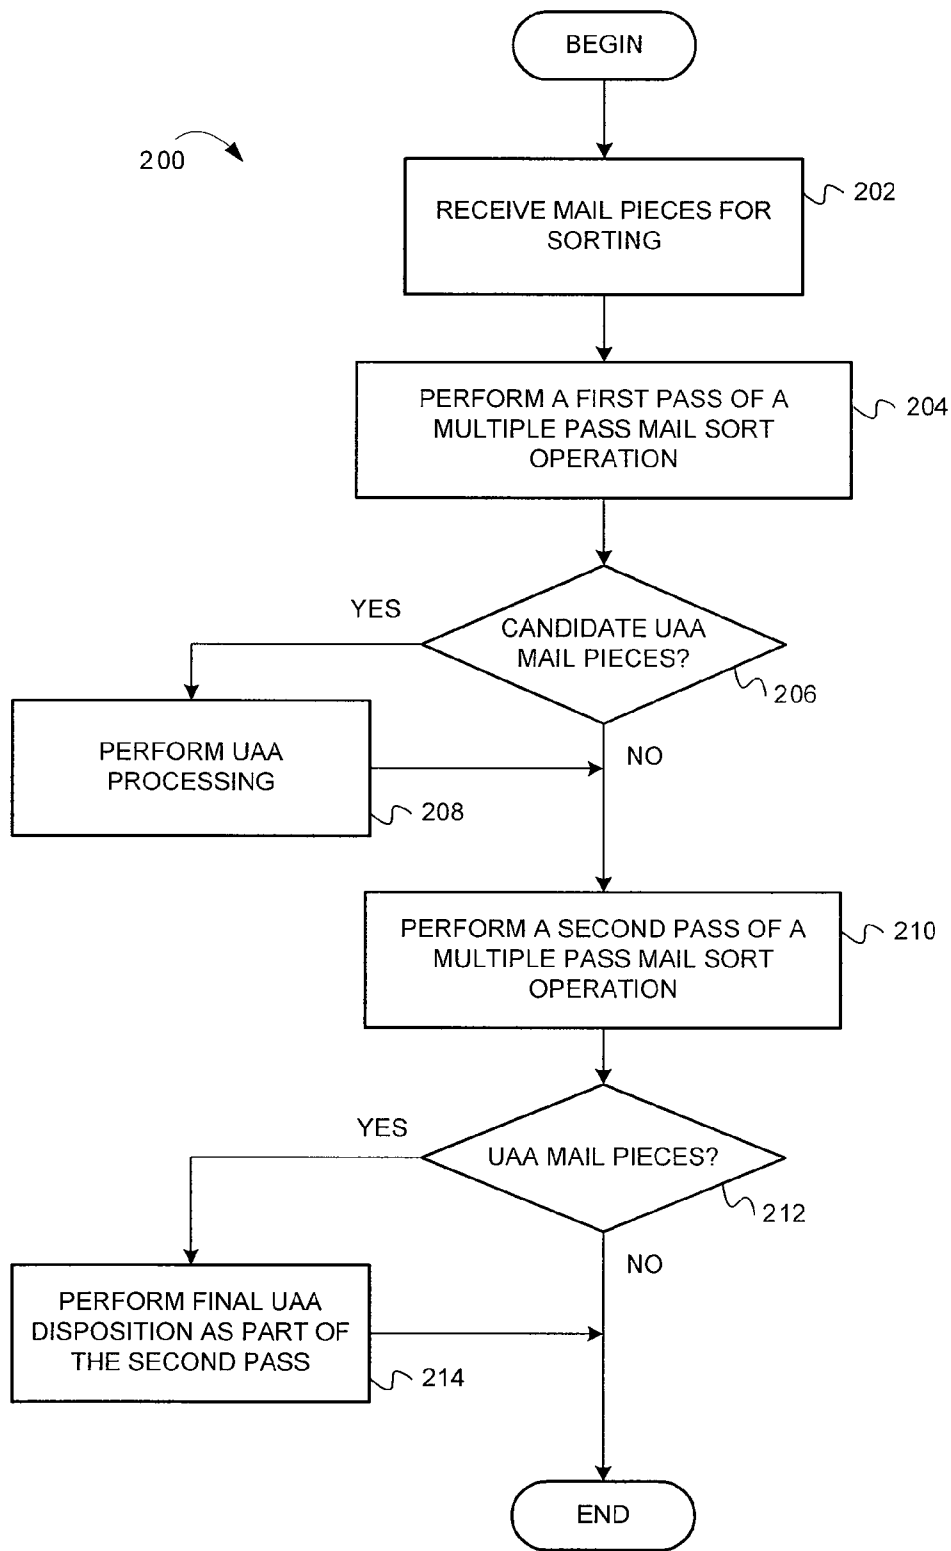 BEGIN
200
RECEIVE MAIL PIECES FOR
SORTING
202
PERFORM A FIRST PASS OF A
MULTIPLE PASS MAIL SORT
OPERATION
204
YES
CANDIDATE UAA
MAIL PIECES?
206
NO
PERFORM UAA
PROCESSING
208
PERFORM A SECOND PASS OF A
MULTIPLE PASS MAIL SORT
OPERATION
210
YES
UAA MAIL PIECES?
212
NO
PERFORM FINAL UAA
DISPOSITION AS PART OF
THE SECOND PASS
214
END